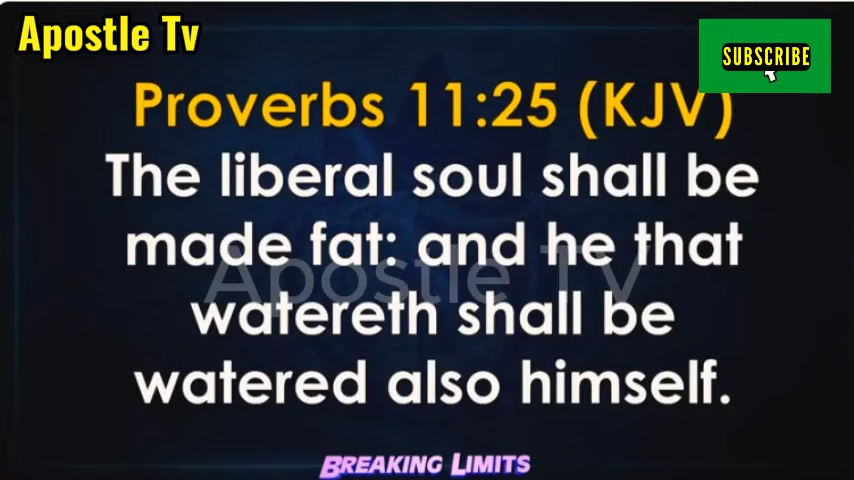 Apostle Tv
SUBSCRIBE
Proverbs 11:25 (KJV)
The liberal soul shall be
made fat: and he that
Apostle TV
watereth shall be
watered also himself.
BREAKING LIMITS